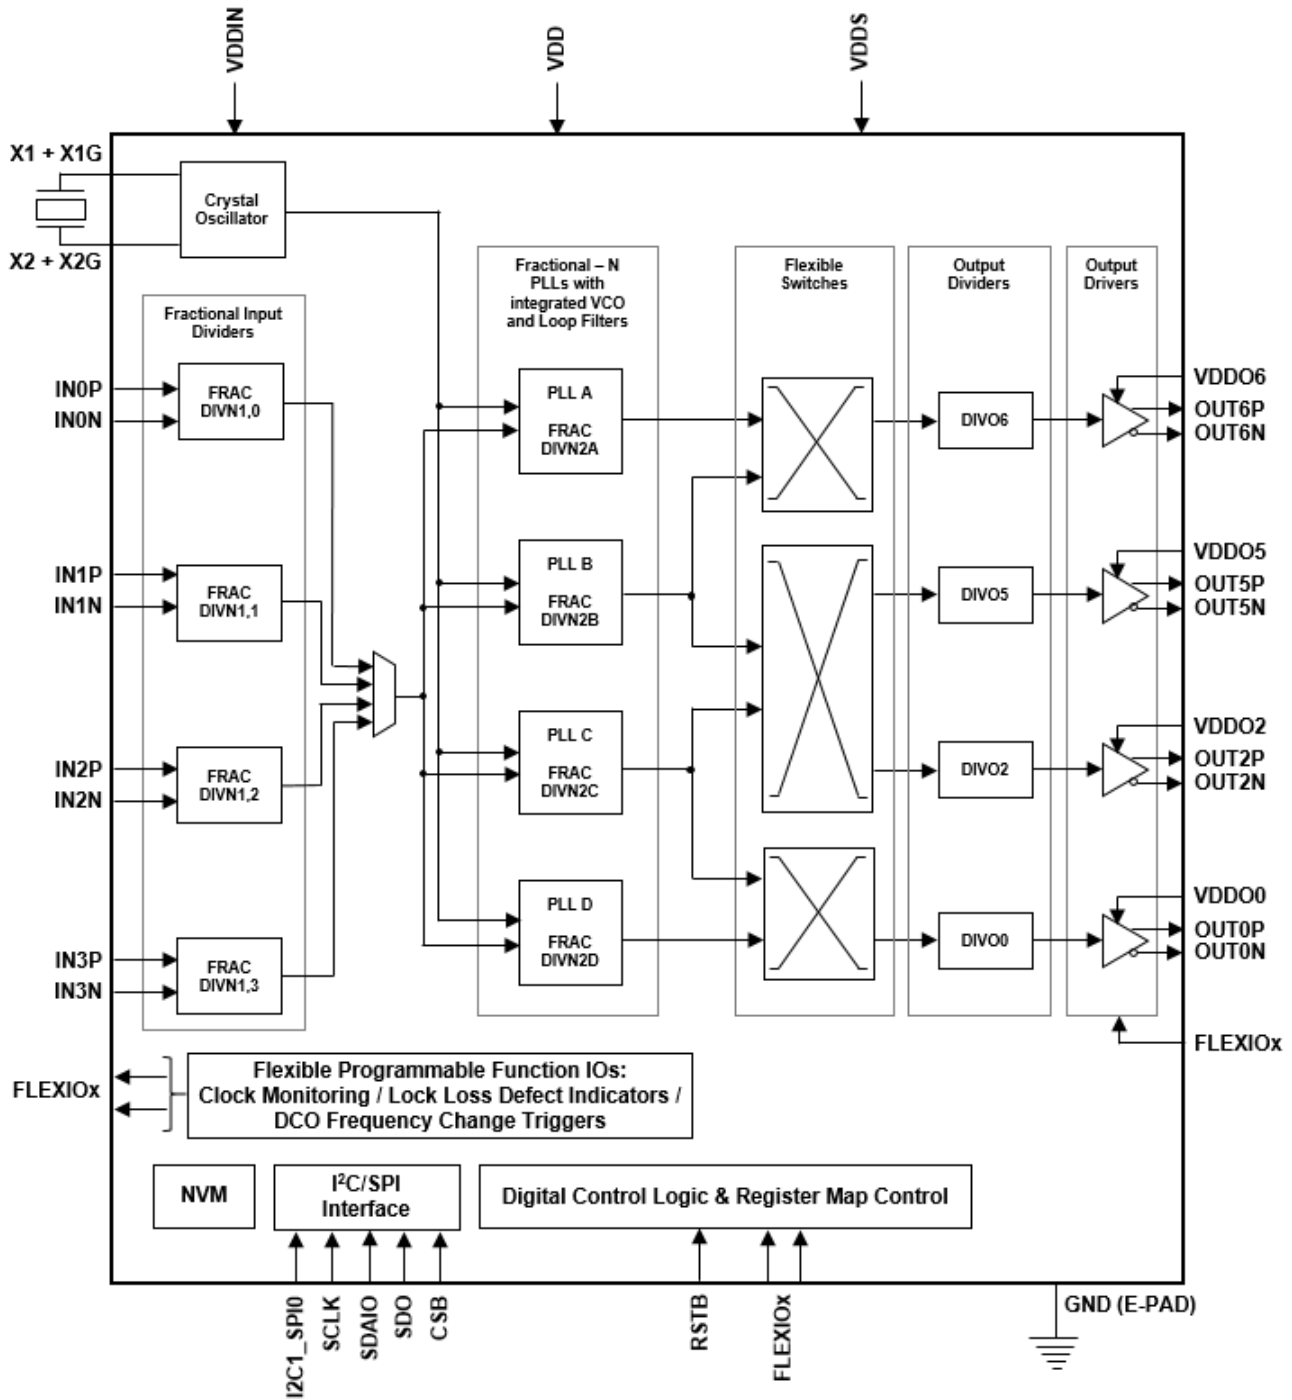 VDDIN
VDD
VDDS
X1 + X1G
X2 + X2G
Crystal
Oscillator
Fractional Input
Dividers
Fractional – N
PLLs with
integrated VCO
and Loop Filters
Flexible
Switches
Output
Dividers
Output
Drivers
IN0P
IN0N
FRAC
DIVN1,0
PLL A
FRAC
DIVN2A
DIVO6
VDDO6
OUT6P
OUT6N
IN1P
IN1N
FRAC
DIVN1,1
PLL B
FRAC
DIVN2B
DIVO5
VDDO5
OUT5P
OUT5N
IN2P
IN2N
FRAC
DIVN1,2
PLL C
FRAC
DIVN2C
DIVO2
VDDO2
OUT2P
OUT2N
IN3P
IN3N
FRAC
DIVN1,3
PLL D
FRAC
DIVN2D
DIVO0
VDDO0
OUT0P
OUT0N
FLEXIOx
FLEXIOx
Flexible Programmable Function IOs:
Clock Monitoring / Lock Loss Defect Indicators /
DCO Frequency Change Triggers
NVM
I²C/SPI
Interface
Digital Control Logic & Register Map Control
I2C1_SPI0
SCLK
SDAIO
SDO
CSB
RSTB
FLEXIOx
GND (E-PAD)